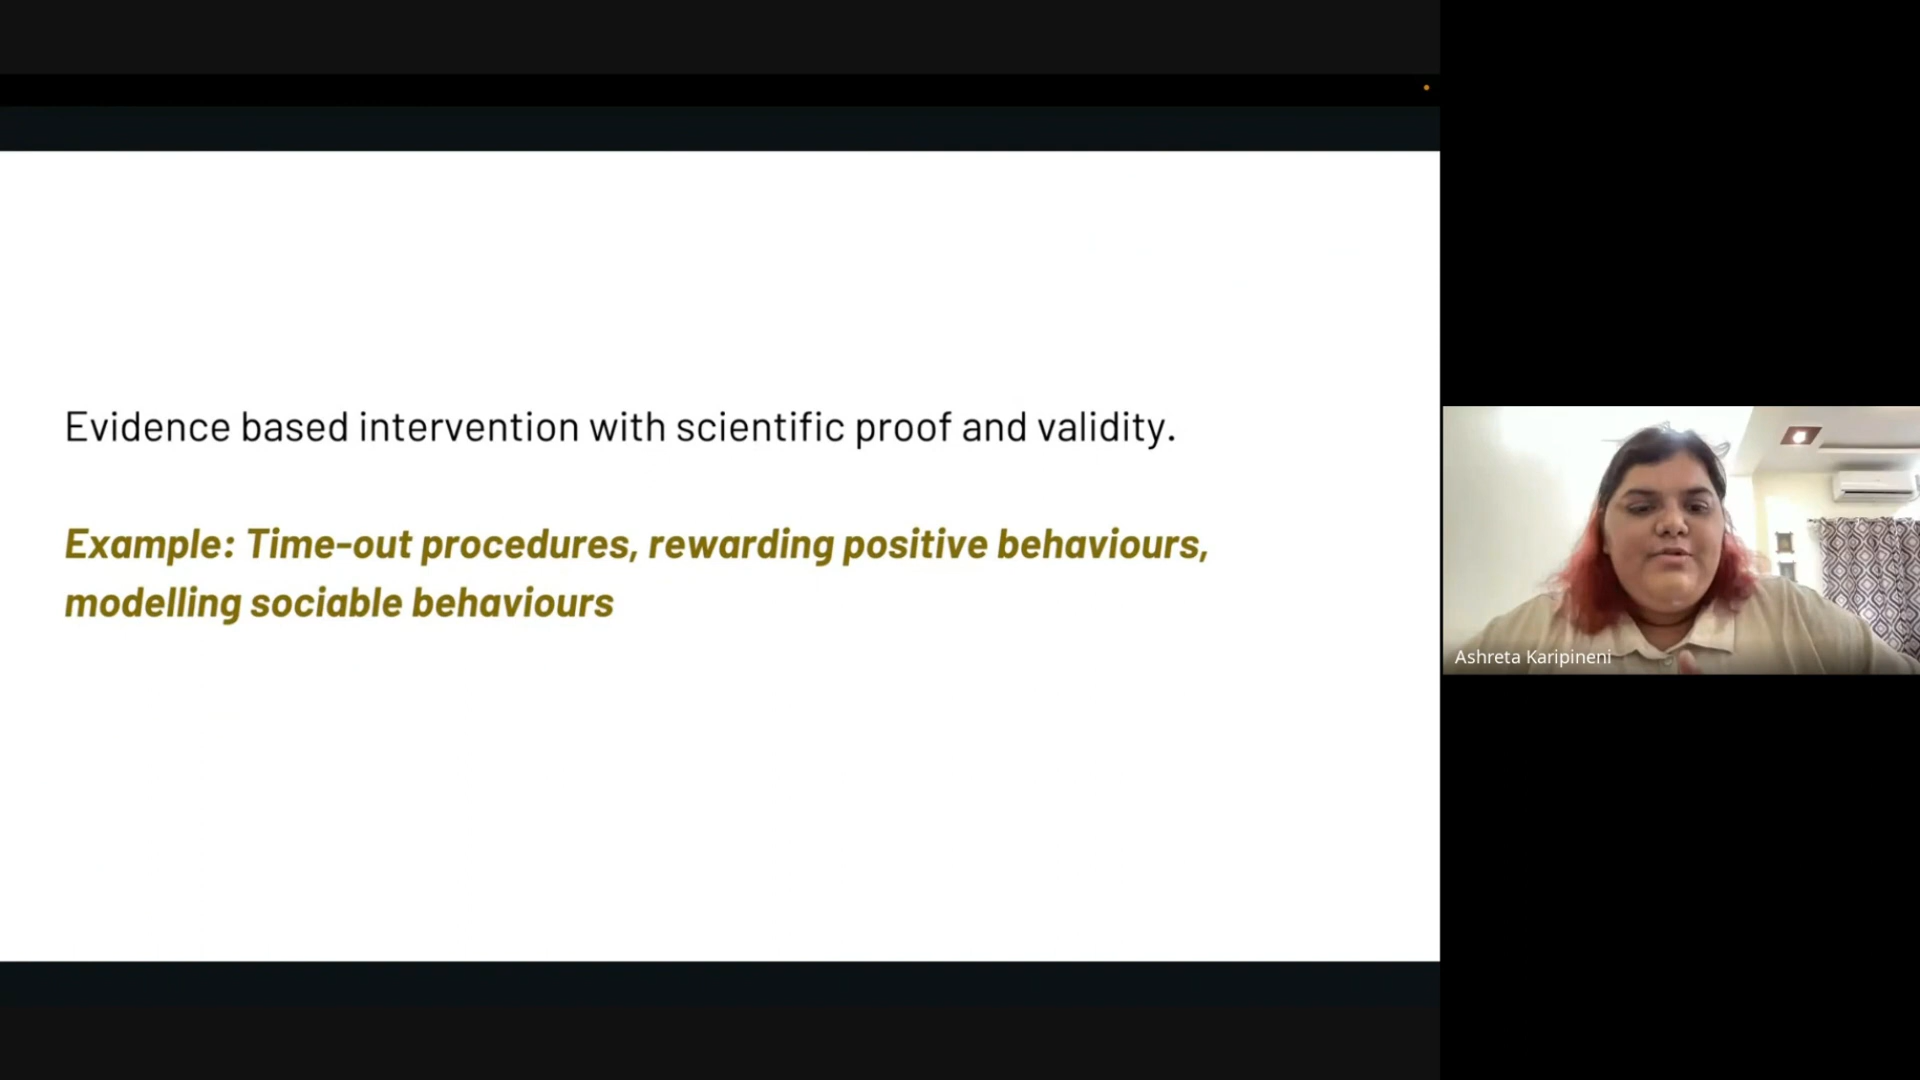 Evidence based intervention with scientific proof and validity.
Example: Time-out procedures, rewarding positive behaviours,
modelling sociable behaviours
Ashreta Karipineni